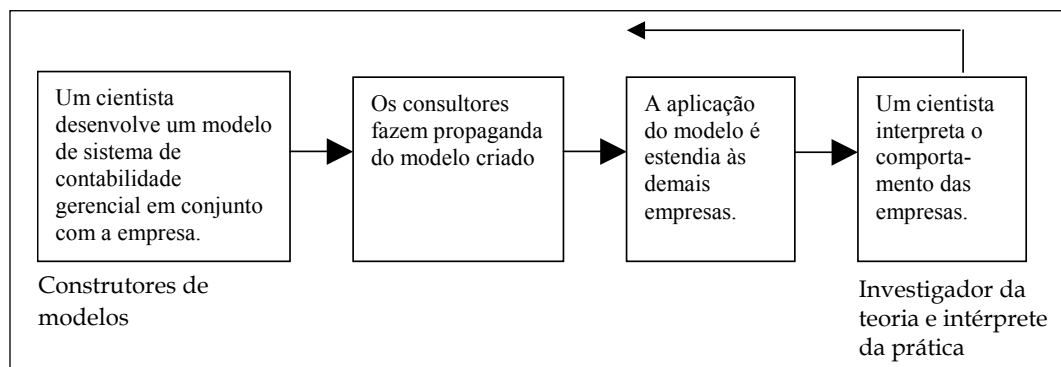 Um cientista
desenvolve um modelo
de sistema de
contabilidade
gerencial em conjunto
com a empresa.
Construtores de
modelos
Os consultores
fazem propaganda
do modelo criado
A aplicação
do modelo é
estendia às
demais
empresas.
Um cientista
interpreta o
comporta-
mento das
empresas.
Investigador da
teoria e intérprete
da prática